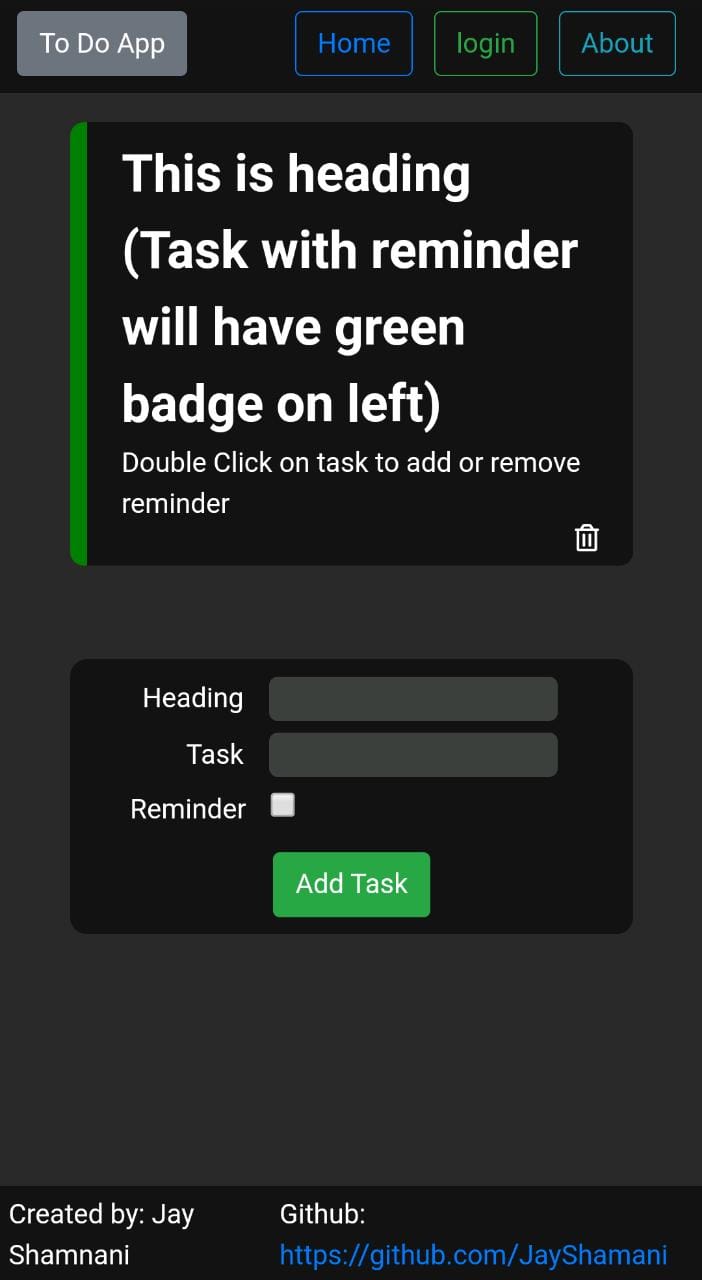 To Do App
Home
login
About
This is heading
(Task with reminder
will have green
badge on left)
Double Click on task to add or remove
reminder
Heading
Task
Reminder
Add Task
Created by: Jay
Shamnani
Github:
https://github.com/JayShamani